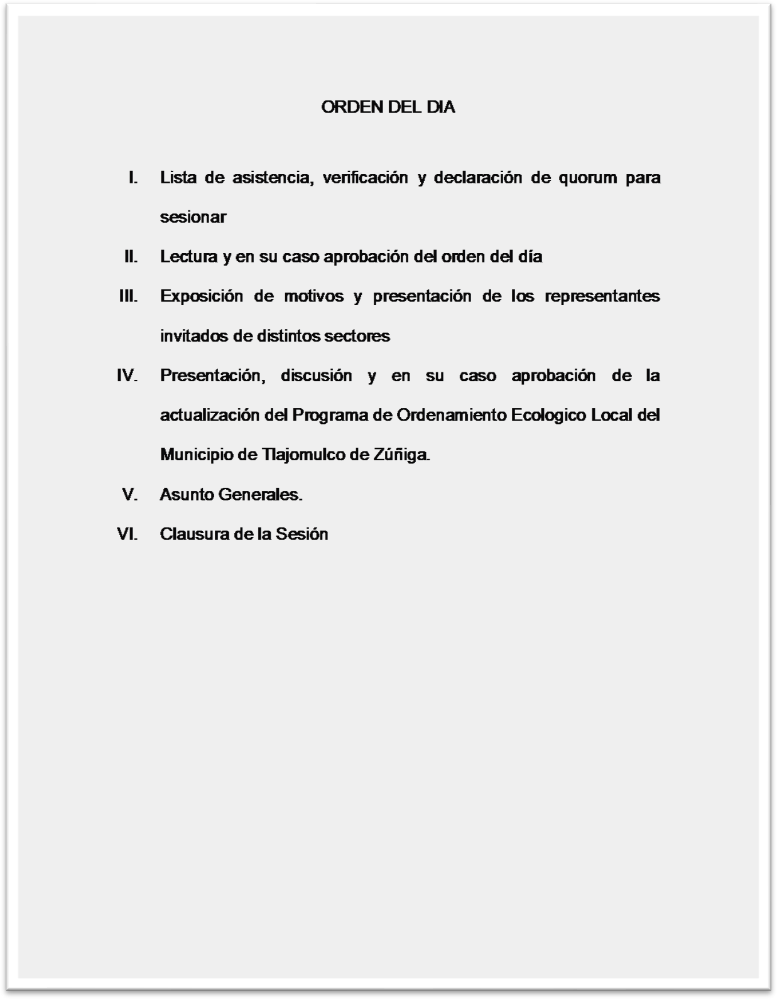 ORDEN DEL DIA
I. Lista de asistencia, verificación y declaración de quorum para
sesionar
II. Lectura y en su caso aprobación del orden del día
III. Exposición de motivos y presentación de los representantes
invitados de distintos sectores
IV. Presentación, discusión y en su caso aprobación de la
actualización del Programa de Ordenamiento Ecologico Local del
Municipio de Tlajomulco de Zúñiga.
V. Asunto Generales.
VI. Clausura de la Sesión